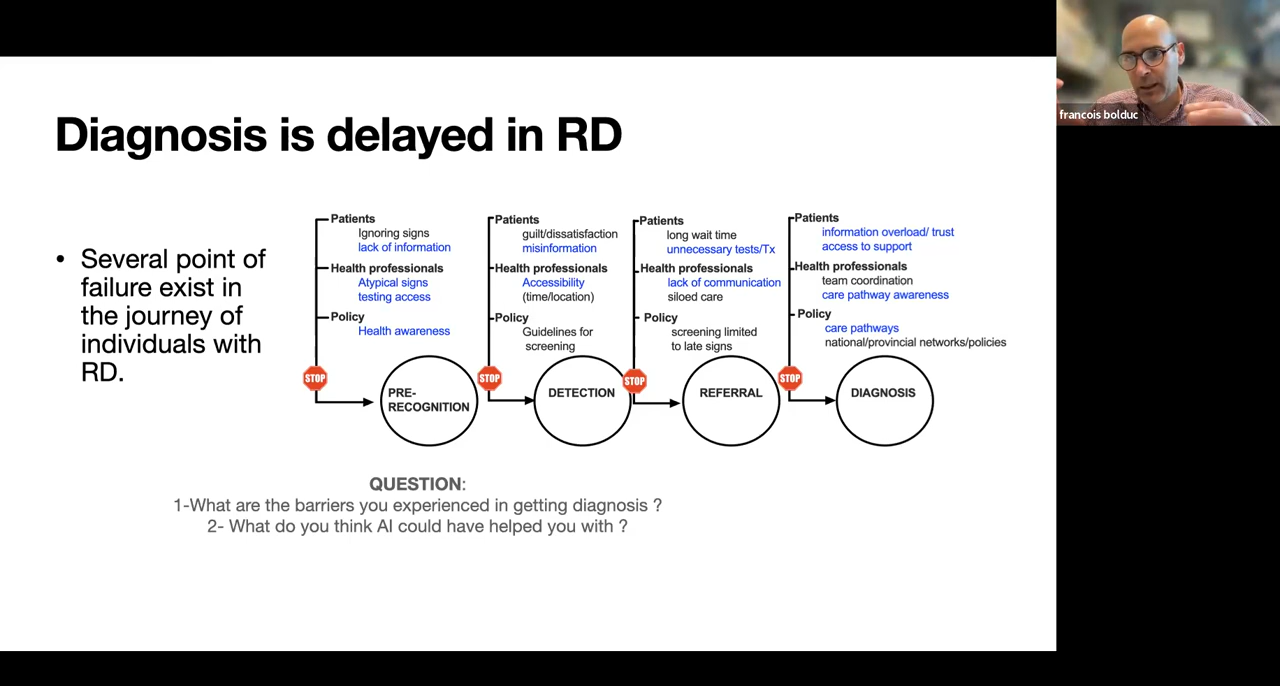 Diagnosis is delayed in RD
• Several point of
failure exist in
the journey of
individuals with
RD.
Patients
Ignoring signs
lack of information
Health professionals
Atypical signs
testing access
Policy
Health awareness
STOP
PRE-
RECOGNITION
Patients
guilt/dissatisfaction
misinformation
Health professionals
Accessibility
(time/location)
Policy
Guidelines for
screening
STOP
DETECTION
Patients
long wait time
unnecessary tests/Tx
Health professionals
lack of communication
siloed care
Policy
screening limited
to late signs
STOP
REFERRAL
Patients
information overload/ trust
access to support
Health professionals
team coordination
care pathway awareness
Policy
care pathways
national/provincial networks/policies
STOP
DIAGNOSIS
QUESTION:
1-What are the barriers you experienced in getting diagnosis ?
2- What do you think AI could have helped you with ?
francois bolduc